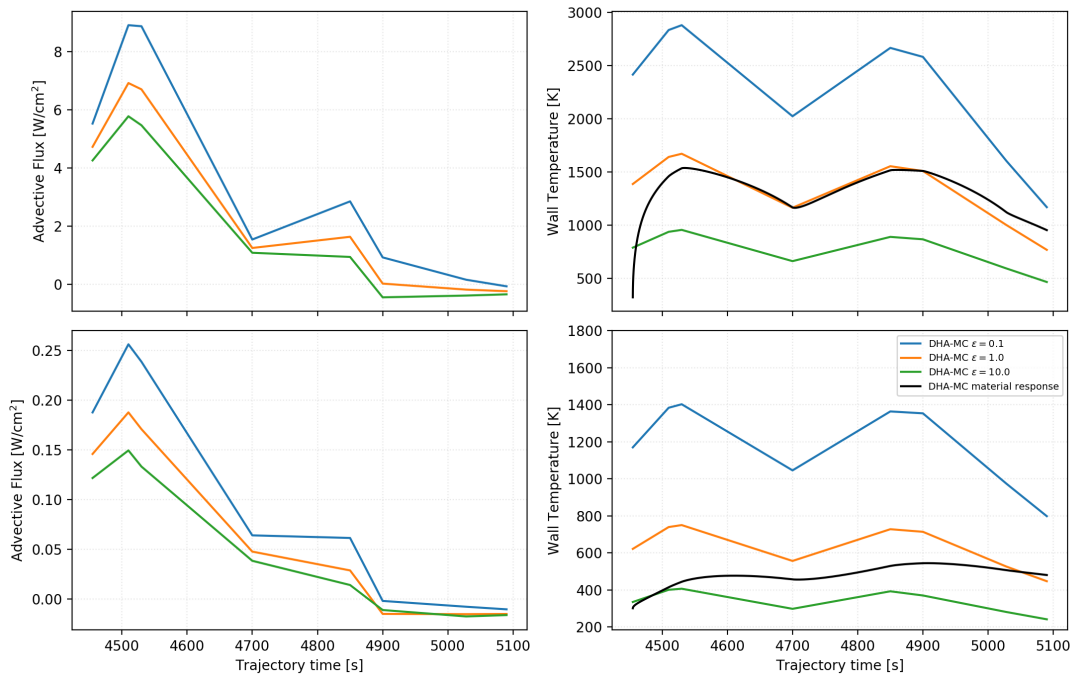 8
6
4
2
0
Advective Flux [W/cm²]
3000
2500
2000
1500
1000
500
Wall Temperature [K]
0.25
0.20
0.15
0.10
0.05
0.00
Advective Flux [W/cm²]
4500 4600 4700 4800 4900 5000 5100
Trajectory time [s]
1800
1600
1400
1200
1000
800
600
400
200
Wall Temperature [K]
DHA-MC ε = 0.1
DHA-MC ε = 1.0
DHA-MC ε = 10.0
DHA-MC material response
4500 4600 4700 4800 4900 5000 5100
Trajectory time [s]